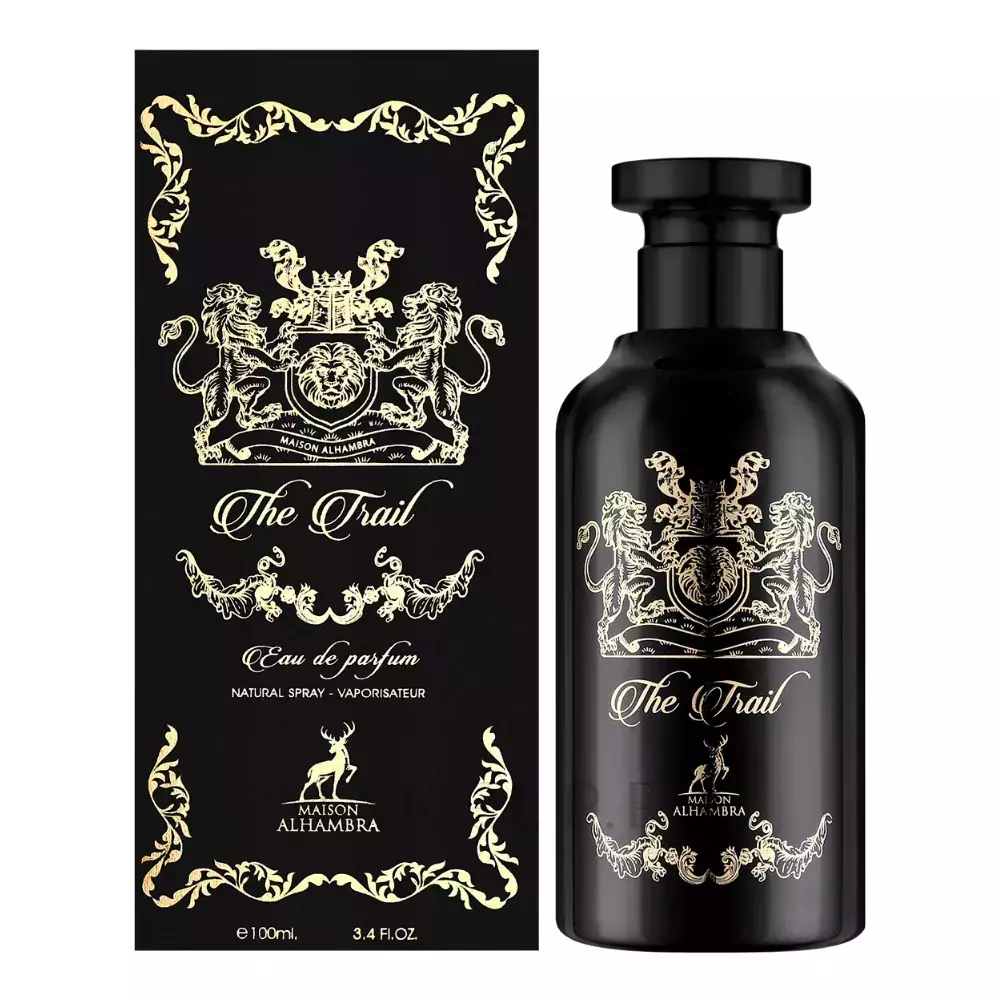 MAISON ALHAMBRA
The Trail
Eau de parfum
NATURAL SPRAY - VAPORISATEUR
MAISON
ALHAMBRA
e100ml.
3.4 Fl.OZ.
The Trail
MAISON
ALHAMBRA